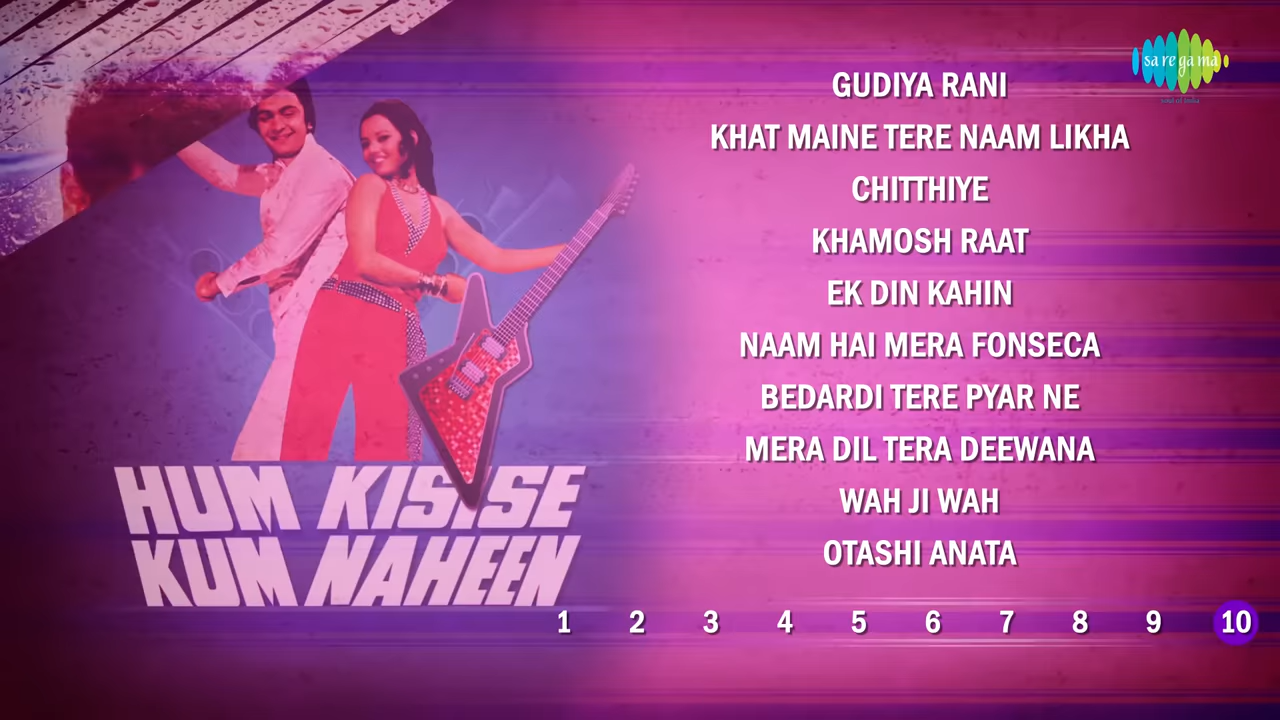 sa re ga ma
GUDIYA RANI
KHAT MAINE TERE NAAM LIKHA
CHITTHIYE
KHAMOSH RAAT
EK DIN KAHIN
NAAM HAI MERA FONSECA
BEDARDI TERE PYAR NE
MERA DIL TERA DEEWANA
WAH JI WAH
OTASHI ANATA
HUM KISISE
KUM NAHEEN
1 2 3 4 5 6 7 8 9 10